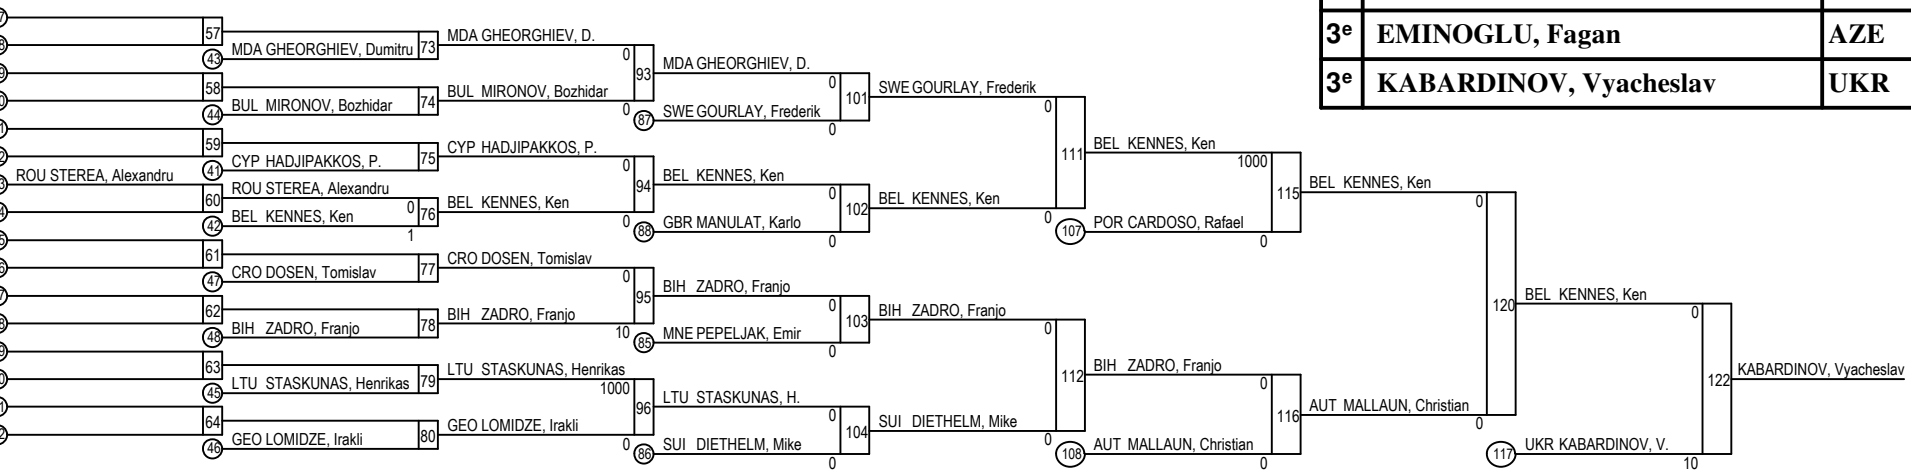 3e EMINOGLU, Fagan AZE
3e KABARDINOV, Vyacheslav UKR
57
43 MDA GHEORGHIEV, Dumitru 73
58
44 BUL MIRONOV, Bozhidar 74
59
41 CYP HADJIPAKKOS, P. 75
ROU STEREA, Alexandru
60 ROU STEREA, Alexandru
0 76
42 BEL KENNES, Ken
1
61
47 CRO DOSEN, Tomislav 77
62
48 BIH ZADRO, Franjo 78
63
45 LTU STASKUNAS, Henrikas 79
64
46 GEO LOMIDZE, Irakli 80
MDA GHEORGHIEV, D.
0
93
BUL MIRONOV, Bozhidar
0
CYP HADJIPAKKOS, P.
0
94
BEL KENNES, Ken
0
CRO DOSEN, Tomislav
0
95
BIH ZADRO, Franjo
10
LTU STASKUNAS, Henrikas
1000
96
GEO LOMIDZE, Irakli
0
MDA GHEORGHIEV, D.
0
101
87 SWE GOURLAY, Frederik
0
BEL KENNES, Ken
0
102
88 GBR MANULAT, Karlo
0
BIH ZADRO, Franjo
0
103
85 MNE PEPELJAK, Emir
0
LTU STASKUNAS, H.
0
104
86 SUI DIETHELM, Mike
0
SWE GOURLAY, Frederik
0
111
BEL KENNES, Ken
0
BIH ZADRO, Franjo
0
112
SUI DIETHELM, Mike
0
BEL KENNES, Ken
1000
115
107 POR CARDOSO, Rafael
0
BIH ZADRO, Franjo
0
116
108 AUT MALLAUN, Christian
0
BEL KENNES, Ken
0
120
AUT MALLAUN, Christian
0
BEL KENNES, Ken
0
122
117 UKR KABARDINOV, V.
10
KABARDINOV, Vyacheslav